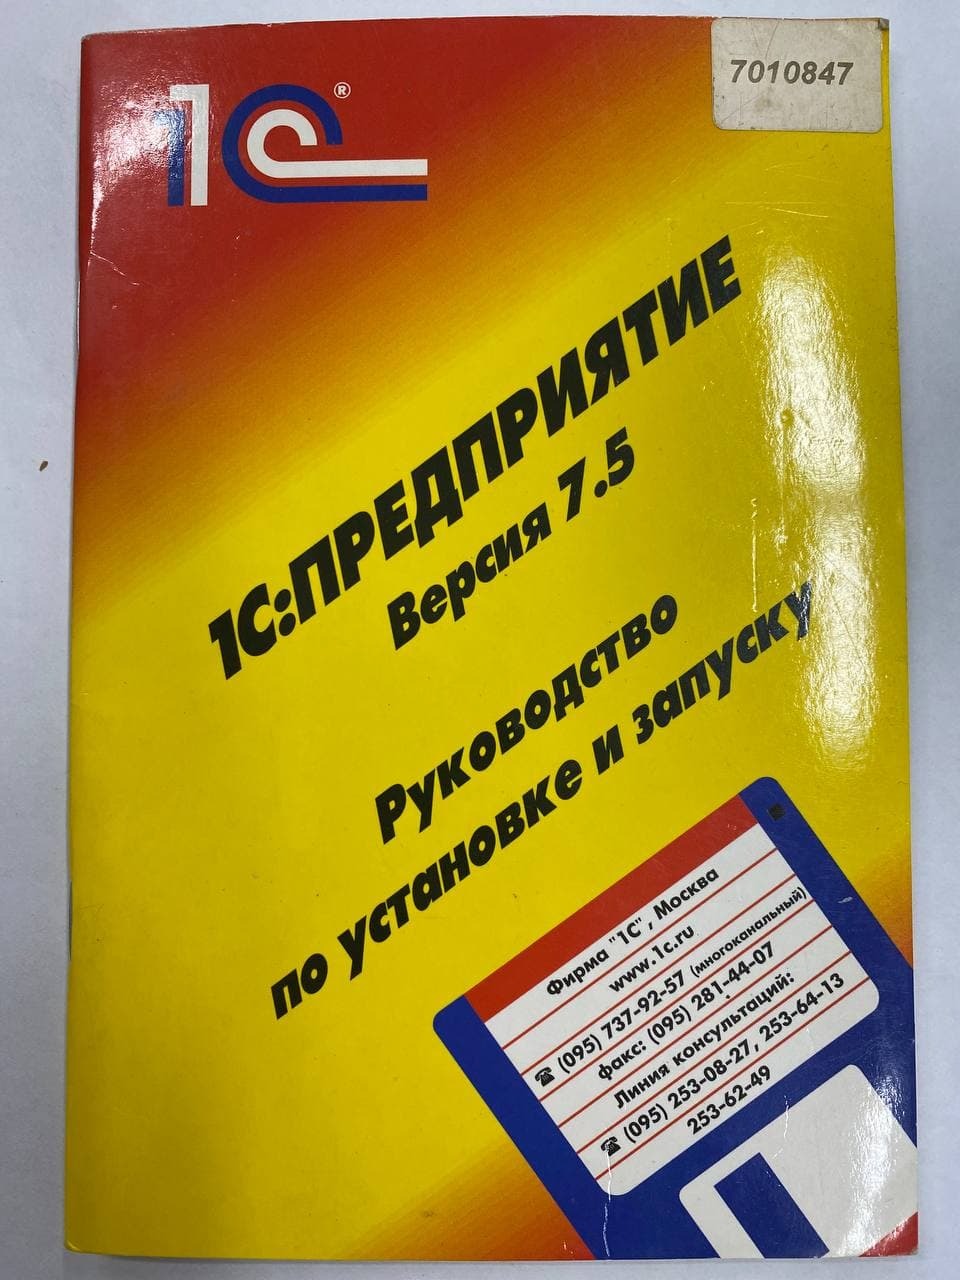 1С®
7010847
1С:ПРЕДПРИЯТИЕ
Версия 7.5
Руководство
по установке и запуску
Фирма "1С", Москва
www.1c.ru
☎ (095) 737-92-57 (многоканальный)
факс: (095) 281-44-07
Линия консультаций:
☎ (095) 253-08-27, 253-64-13
253-62-49